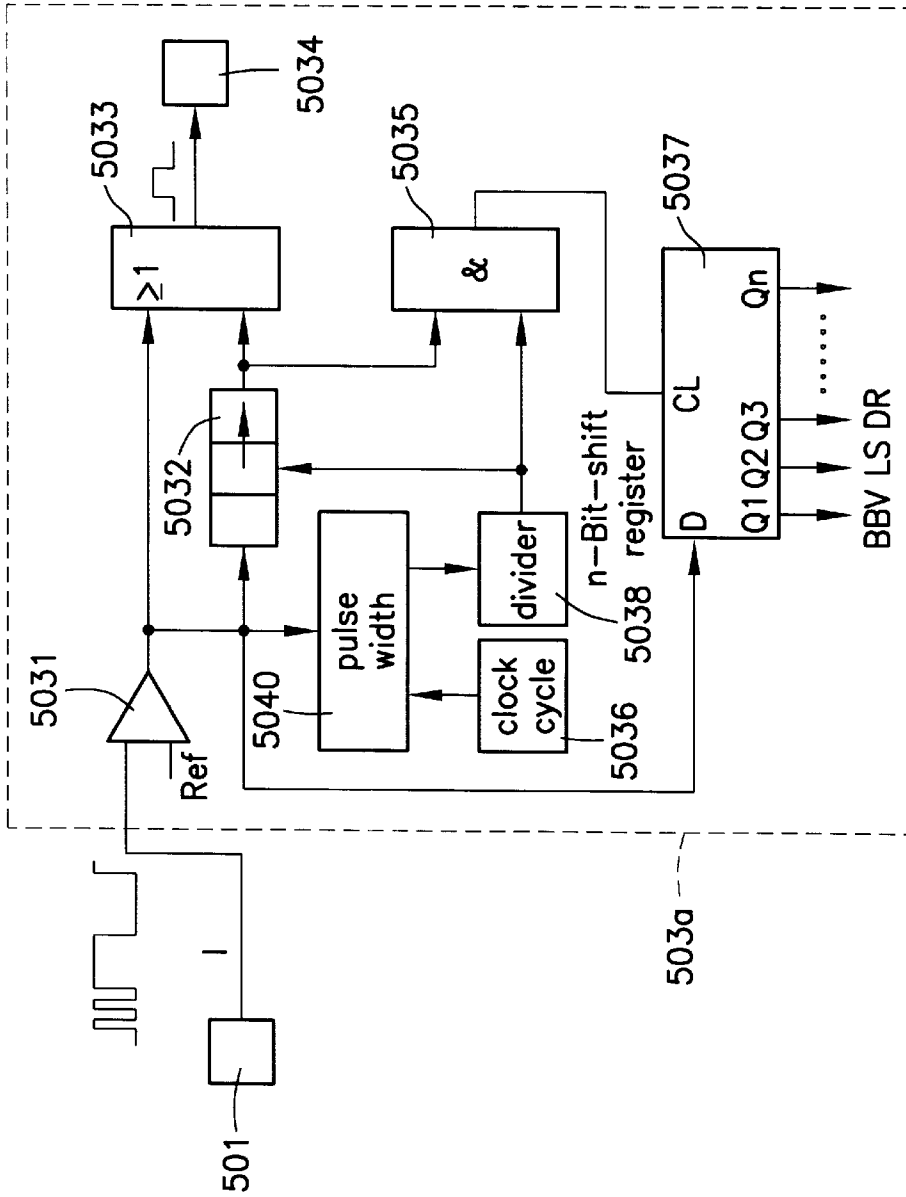 501
I
503a
5031
Ref
5040
pulse
width
clock
cycle
5036
divider
5038
5032
≥1
5033
5034
&
5035
n-Bit-shift
register
D
CL
5037
Q1 Q2 Q3 ...... Qn
BBV LS DR